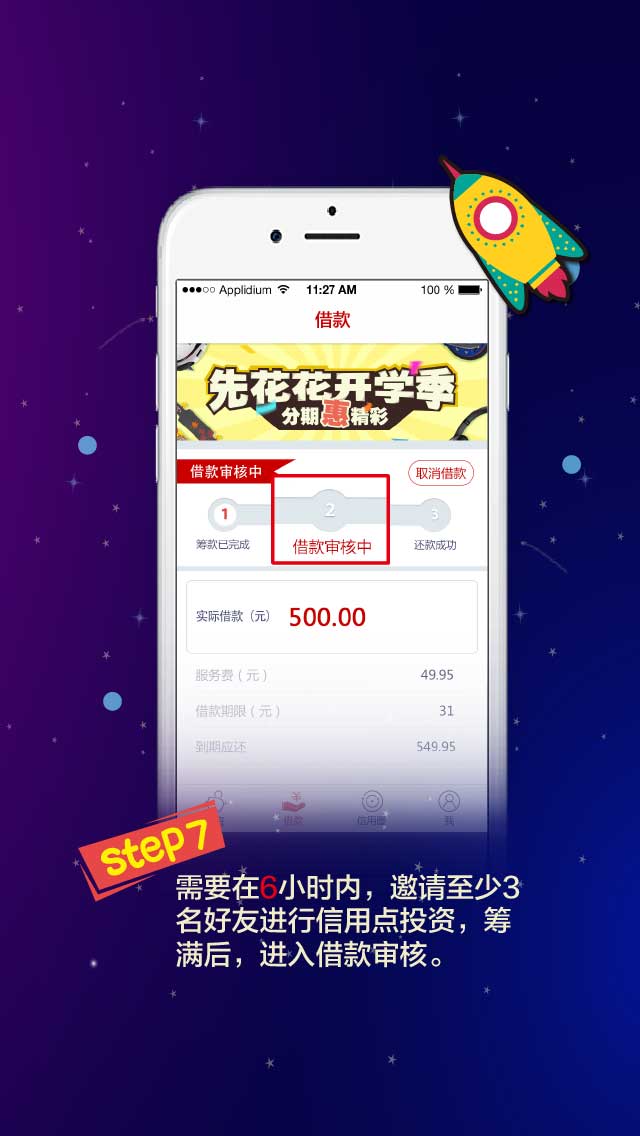 Applidium 11:27 AM 100 %
借款
先花花开学季
分期惠精彩
借款审核中 取消借款
1 2 3
筹款已完成 借款审核中 还款成功
实际借款（元） 500.00
服务费（元） 49.95
借款期限（元） 31
到期应还 549.95
借款 信用圈 我
step 7
需要在6小时内，邀请至少3
名好友进行信用点投资，筹
满后，进入借款审核。